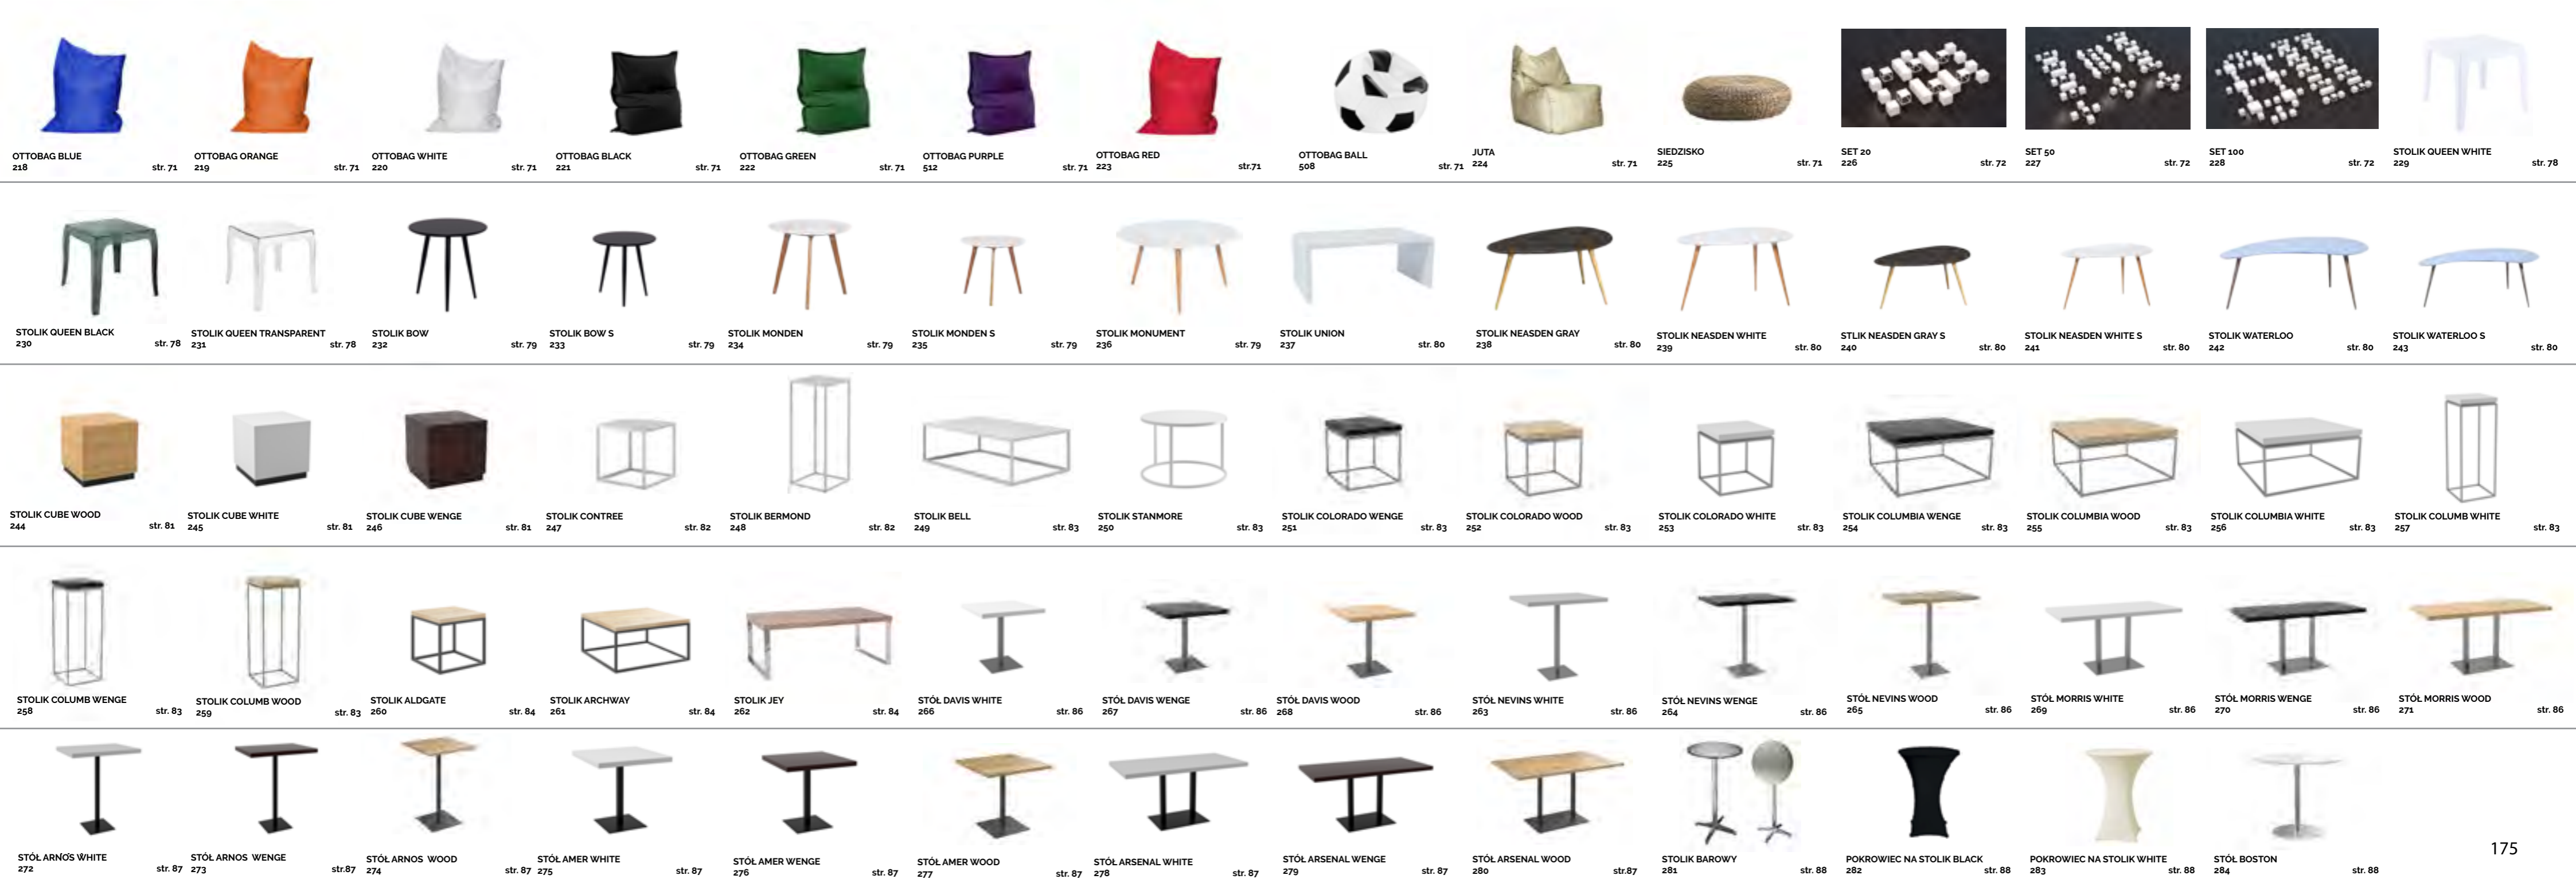 OTTOBAG BLUE
218 str. 71
OTTOBAG ORANGE
219 str. 71
OTTOBAG WHITE
220 str. 71
OTTOBAG BLACK
221 str. 71
OTTOBAG GREEN
222 str. 71
OTTOBAG PURPLE
512 str. 71
OTTOBAG RED
223 str.71
OTTOBAG BALL
508 str. 71
JUTA
224 str. 71
SIEDZISKO
225 str. 71
SET 20
226 str. 72
SET 50
227 str. 72
SET 100
228 str. 72
STOLIK QUEEN WHITE
229 str. 78
STOLIK QUEEN BLACK
230 str. 78
STOLIK QUEEN TRANSPARENT
231 str. 78
STOLIK BOW
232 str. 79
STOLIK BOW S
233 str. 79
STOLIK MONDEN
234 str. 79
STOLIK MONDEN S
235 str. 79
STOLIK MONUMENT
236 str. 79
STOLIK UNION
237 str. 80
STOLIK NEASDEN GRAY
238 str. 80
STOLIK NEASDEN WHITE
239 str. 80
STLIK NEASDEN GRAY S
240 str. 80
STOLIK NEASDEN WHITE S
241 str. 80
STOLIK WATERLOO
242 str. 80
STOLIK WATERLOO S
243 str. 80
STOLIK CUBE WOOD
244 str. 81
STOLIK CUBE WHITE
245 str. 81
STOLIK CUBE WENGE
246 str. 81
STOLIK CONTREE
247 str. 82
STOLIK BERMOND
248 str. 82
STOLIK BELL
249 str. 83
STOLIK STANMORE
250 str. 83
STOLIK COLORADO WENGE
251 str. 83
STOLIK COLORADO WOOD
252 str. 83
STOLIK COLORADO WHITE
253 str. 83
STOLIK COLUMBIA WENGE
254 str. 83
STOLIK COLUMBIA WOOD
255 str. 83
STOLIK COLUMBIA WHITE
256 str. 83
STOLIK COLUMB WHITE
257 str. 83
STOLIK COLUMB WENGE
258 str. 83
STOLIK COLUMB WOOD
259 str. 83
STOLIK ALDGATE
260 str. 84
STOLIK ARCHWAY
261 str. 84
STOLIK JEY
262 str. 84
STÓŁ DAVIS WHITE
266 str. 86
STÓŁ DAVIS WENGE
267 str. 86
STÓŁ DAVIS WOOD
268 str. 86
STÓŁ NEVINS WHITE
263 str. 86
STÓŁ NEVINS WENGE
264 str. 86
STÓŁ NEVINS WOOD
265 str. 86
STÓŁ MORRIS WHITE
269 str. 86
STÓŁ MORRIS WENGE
270 str. 86
STÓŁ MORRIS WOOD
271 str. 86
STÓŁ ARNOS WHITE
272 str. 87
STÓŁ ARNOS WENGE
273 str.87
STÓŁ ARNOS WOOD
274 str. 87
STÓŁ AMER WHITE
275 str. 87
STÓŁ AMER WENGE
276 str. 87
STÓŁ AMER WOOD
277 str. 87
STÓŁ ARSENAL WHITE
278 str. 87
STÓŁ ARSENAL WENGE
279 str. 87
STÓŁ ARSENAL WOOD
280 str.87
STOLIK BAROWY
281 str. 88
POKROWIEC NA STOLIK BLACK
282 str. 88
POKROWIEC NA STOLIK WHITE
283 str. 88
STÓŁ BOSTON
284 str. 88
175